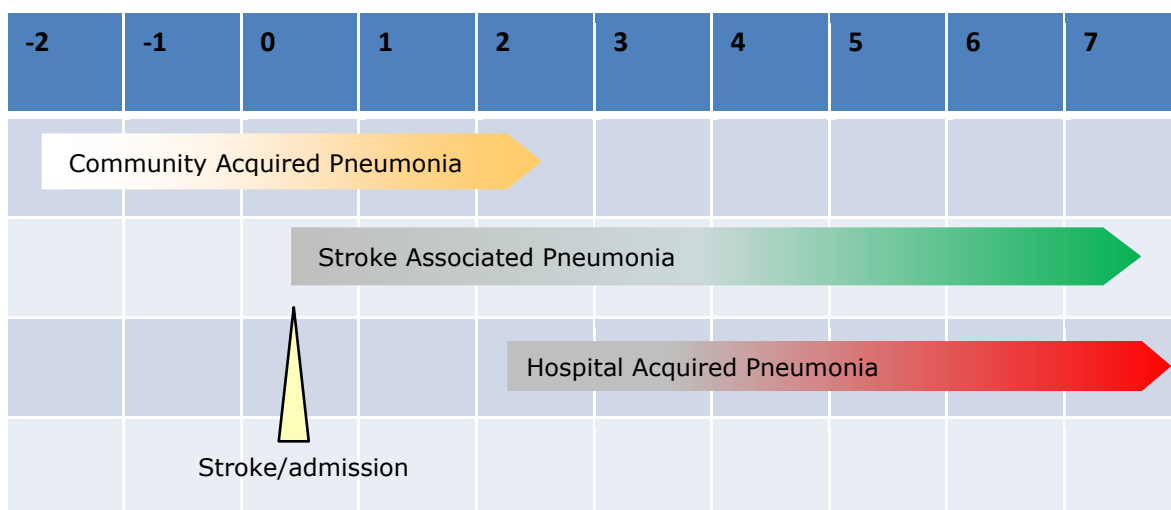 -2 -1 0 1 2 3 4 5 6 7
Community Acquired Pneumonia
Stroke Associated Pneumonia
Hospital Acquired Pneumonia
Stroke/admission